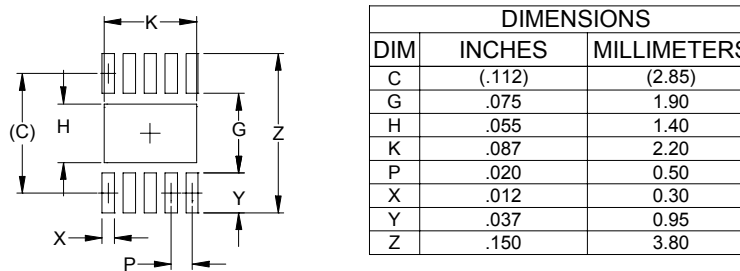 K
(C)
H
G
Z
Y
X
P
DIMENSIONS
DIM INCHES MILLIMETERS
C (.112) (2.85)
G .075 1.90
H .055 1.40
K .087 2.20
P .020 0.50
X .012 0.30
Y .037 0.95
Z .150 3.80